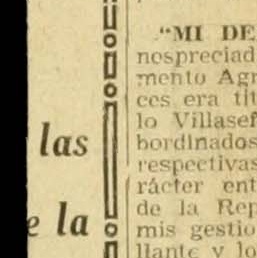 las
e la
"MI DE
nospreciad
mento Agr
ces era tit
lo Villaseñ
bordinados
respectivas
rácter ent
de la Rep
mis gestio
llante y lo